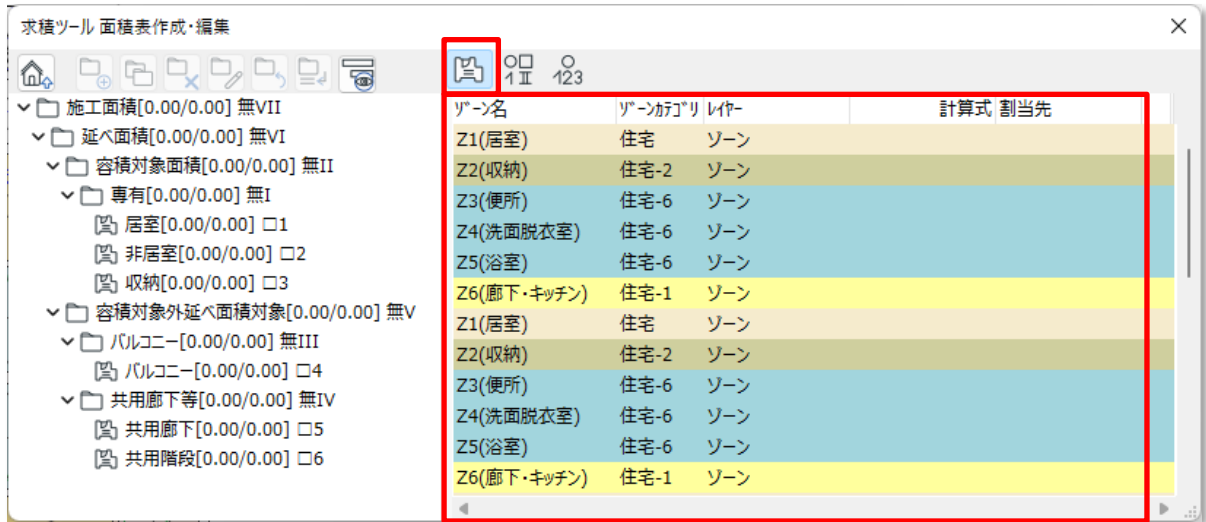 求積ツール 面積表作成・編集
○□
1 Ⅱ
○
123
施工面積[0.00/0.00] 無VII
延べ面積[0.00/0.00] 無VI
容積対象面積[0.00/0.00] 無II
専有[0.00/0.00] 無I
居室[0.00/0.00] □1
非居室[0.00/0.00] □2
収納[0.00/0.00] □3
容積対象外延べ面積対象[0.00/0.00] 無V
バルコニー[0.00/0.00] 無III
バルコニー[0.00/0.00] □4
共用廊下等[0.00/0.00] 無IV
共用廊下[0.00/0.00] □5
共用階段[0.00/0.00] □6
ｿﾞｰﾝ名 ｿﾞｰﾝｶﾃｺﾞﾘ ﾚｲﾔｰ 計算式 割当先
Z1(居室) 住宅 ゾーン
Z2(収納) 住宅-2 ゾーン
Z3(便所) 住宅-6 ゾーン
Z4(洗面脱衣室) 住宅-6 ゾーン
Z5(浴室) 住宅-6 ゾーン
Z6(廊下・キッチン) 住宅-1 ゾーン
Z1(居室) 住宅 ゾーン
Z2(収納) 住宅-2 ゾーン
Z3(便所) 住宅-6 ゾーン
Z4(洗面脱衣室) 住宅-6 ゾーン
Z5(浴室) 住宅-6 ゾーン
Z6(廊下・キッチン) 住宅-1 ゾーン